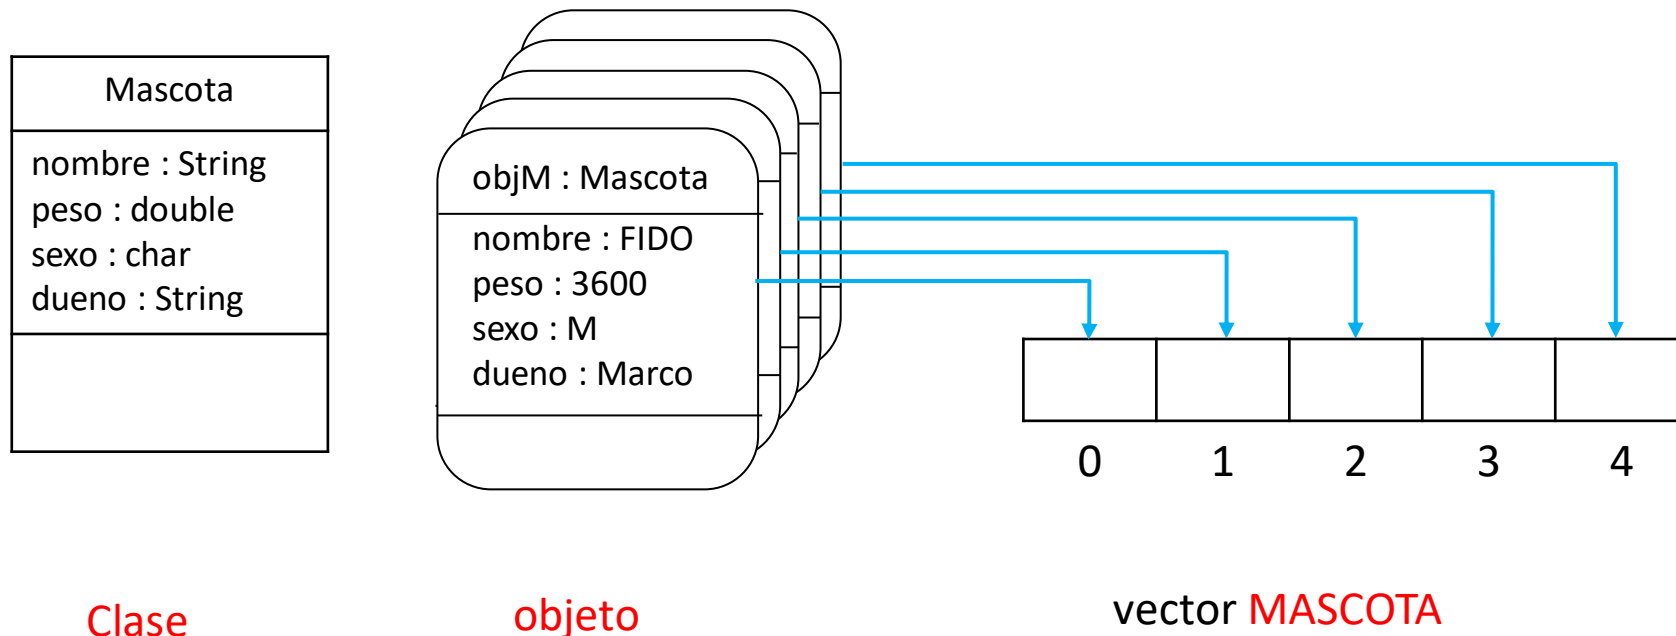 Mascota
nombre : String
peso : double
sexo : char
dueno : String
objM : Mascota
nombre : FIDO
peso : 3600
sexo : M
dueno : Marco
0 1 2 3 4
Clase
objeto
vector MASCOTA